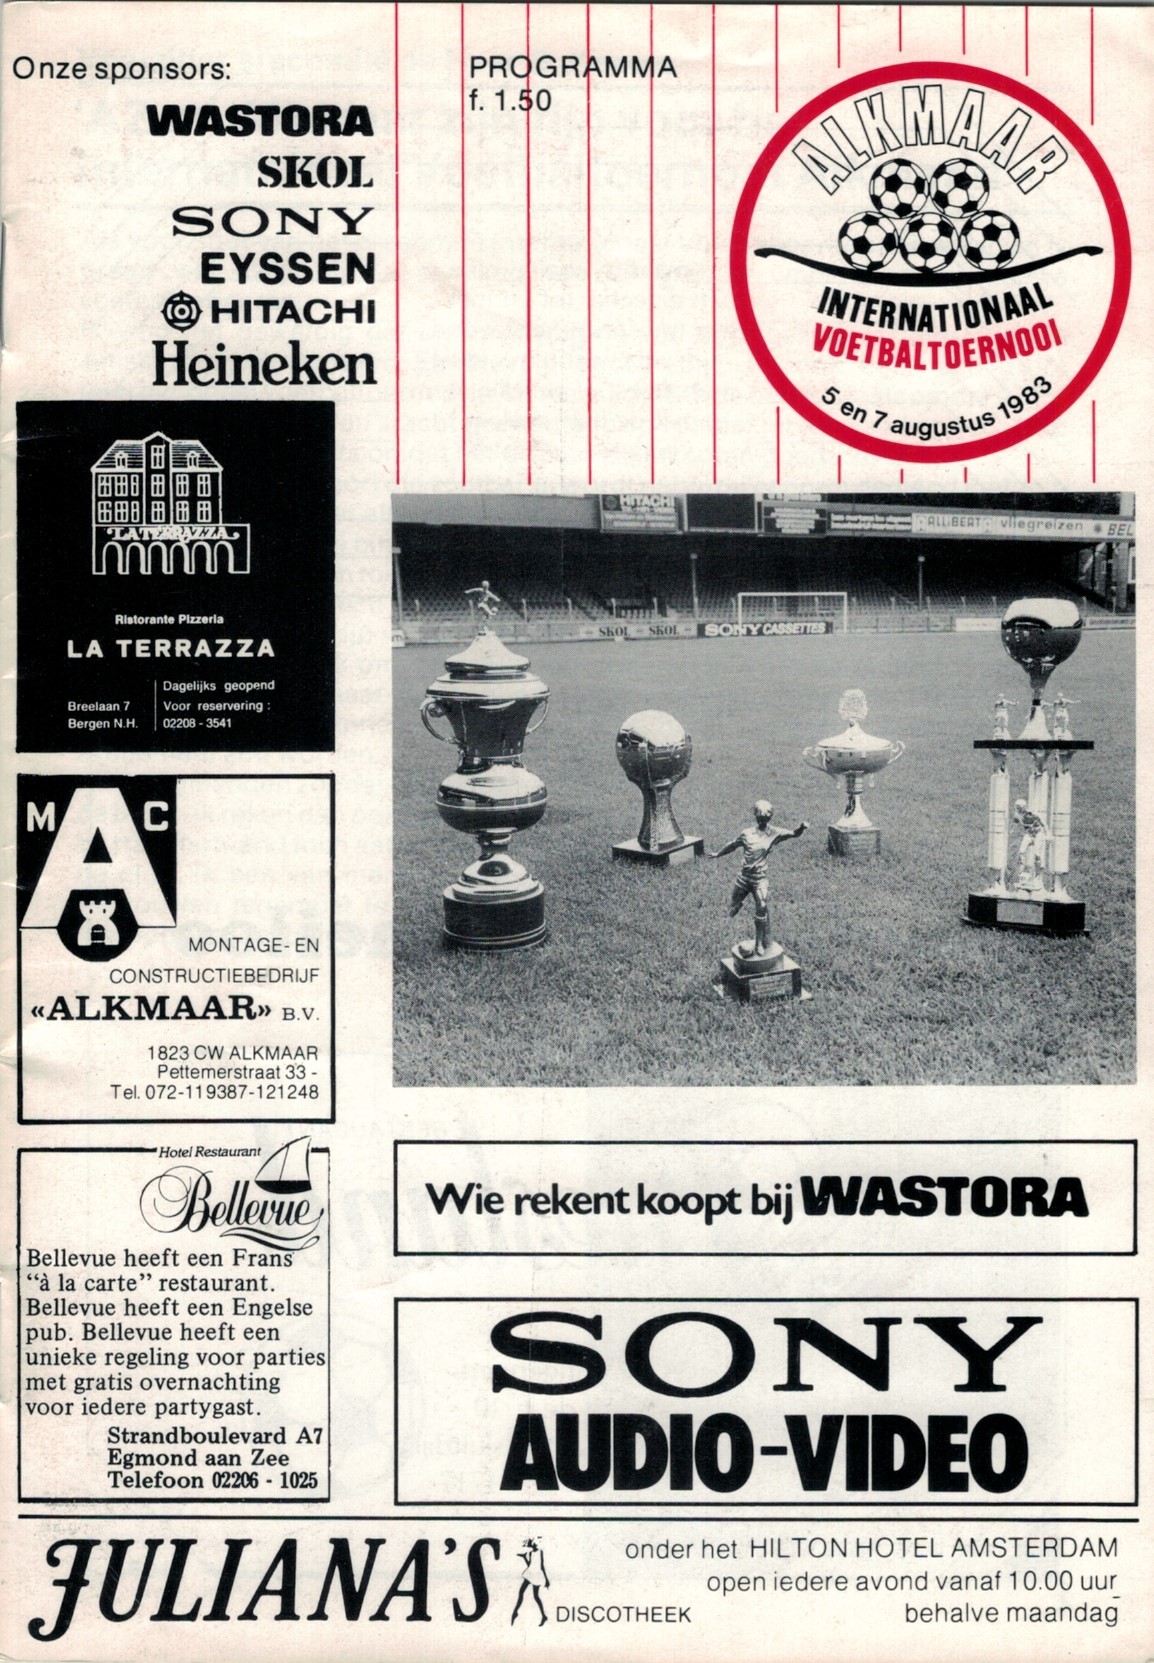 Onze sponsors:
WASTORA
SKOL
SONY
EYSSEN
HITACHI
Heineken
PROGRAMMA
f. 1.50
ALKMAAR
INTERNATIONAAL
VOETBALTOERNOOI
5 en 7 augustus 1983
LA TERRAZZA
Ristorante Pizzeria
LA TERRAZZA
Breelaan 7
Bergen N.H.
Dagelijks geopend
Voor reservering:
02208 - 3541
HITACHI
ALLIBERT vliegreizen BEL
SKOL SKOL SONY CASSETTES
M A C
MONTAGE- EN
CONSTRUCTIEBEDRIJF
«ALKMAAR» B.V.
1823 CW ALKMAAR
Pettemerstraat 33 -
Tel. 072-119387-121248
Hotel Restaurant
Bellevue
Bellevue heeft een Frans
“à la carte” restaurant.
Bellevue heeft een Engelse
pub. Bellevue heeft een
unieke regeling voor parties
met gratis overnachting
voor iedere partygast.
Strandboulevard A7
Egmond aan Zee
Telefoon 02206 - 1025
Wie rekent koopt bij WASTORA
SONY
AUDIO-VIDEO
JULIANA'S
DISCOTHEEK
onder het HILTON HOTEL AMSTERDAM
open iedere avond vanaf 10.00 uur
behalve maandag